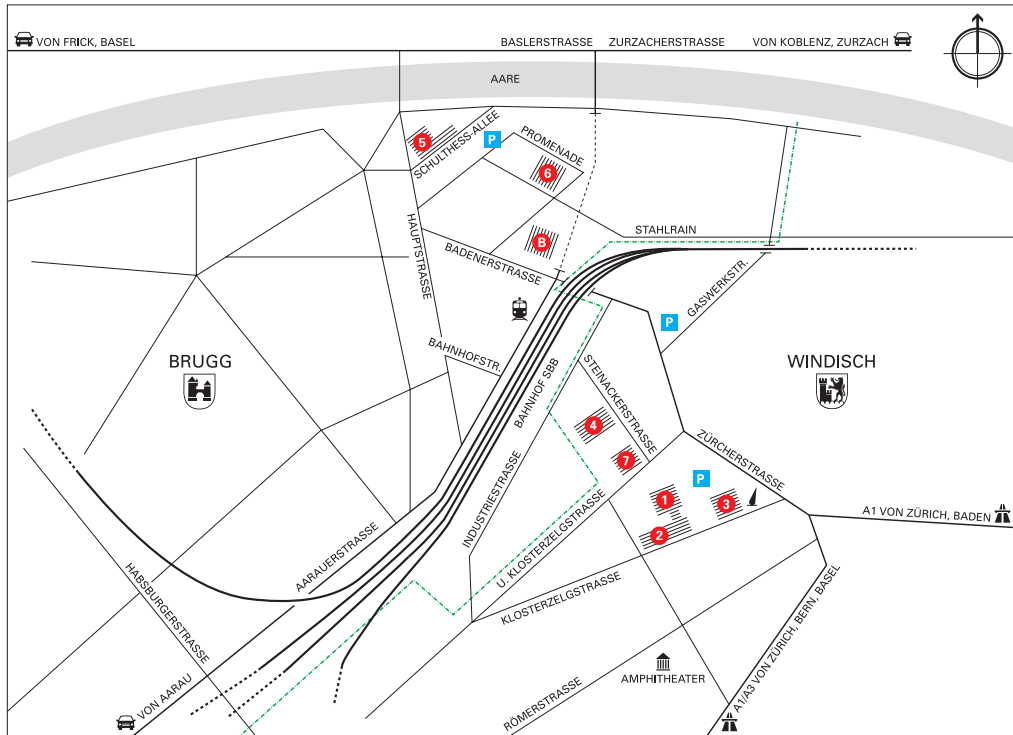 VON FRICK, BASEL
BASLERSTRASSE
ZURZACHERSTRASSE
VON KOBLENZ, ZURZACH
AARE
5
SCHULTHESS-ALLEE
P
PROMENADE
6
HAUPTSTRASSE
B
STAHLRAIN
BADENERSTRASSE
GASWERKSTR.
P
BAHNHOFSTR.
BRUGG
BAHNHOF SBB
STEINACKERSTRASSE
WINDISCH
4
7
ZÜRCHERSTRASSE
P
1
3
2
A1 VON ZÜRICH, BADEN
INDUSTRIESTRASSE
U. KLOSTERZELGSTRASSE
AARAUERSTRASSE
HABSBURGERSTRASSE
KLOSTERZELGSTRASSE
AMPHITHEATER
RÖMERSTRASSE
A1/A3 VON ZÜRICH, BERN, BASEL
VON AARAU